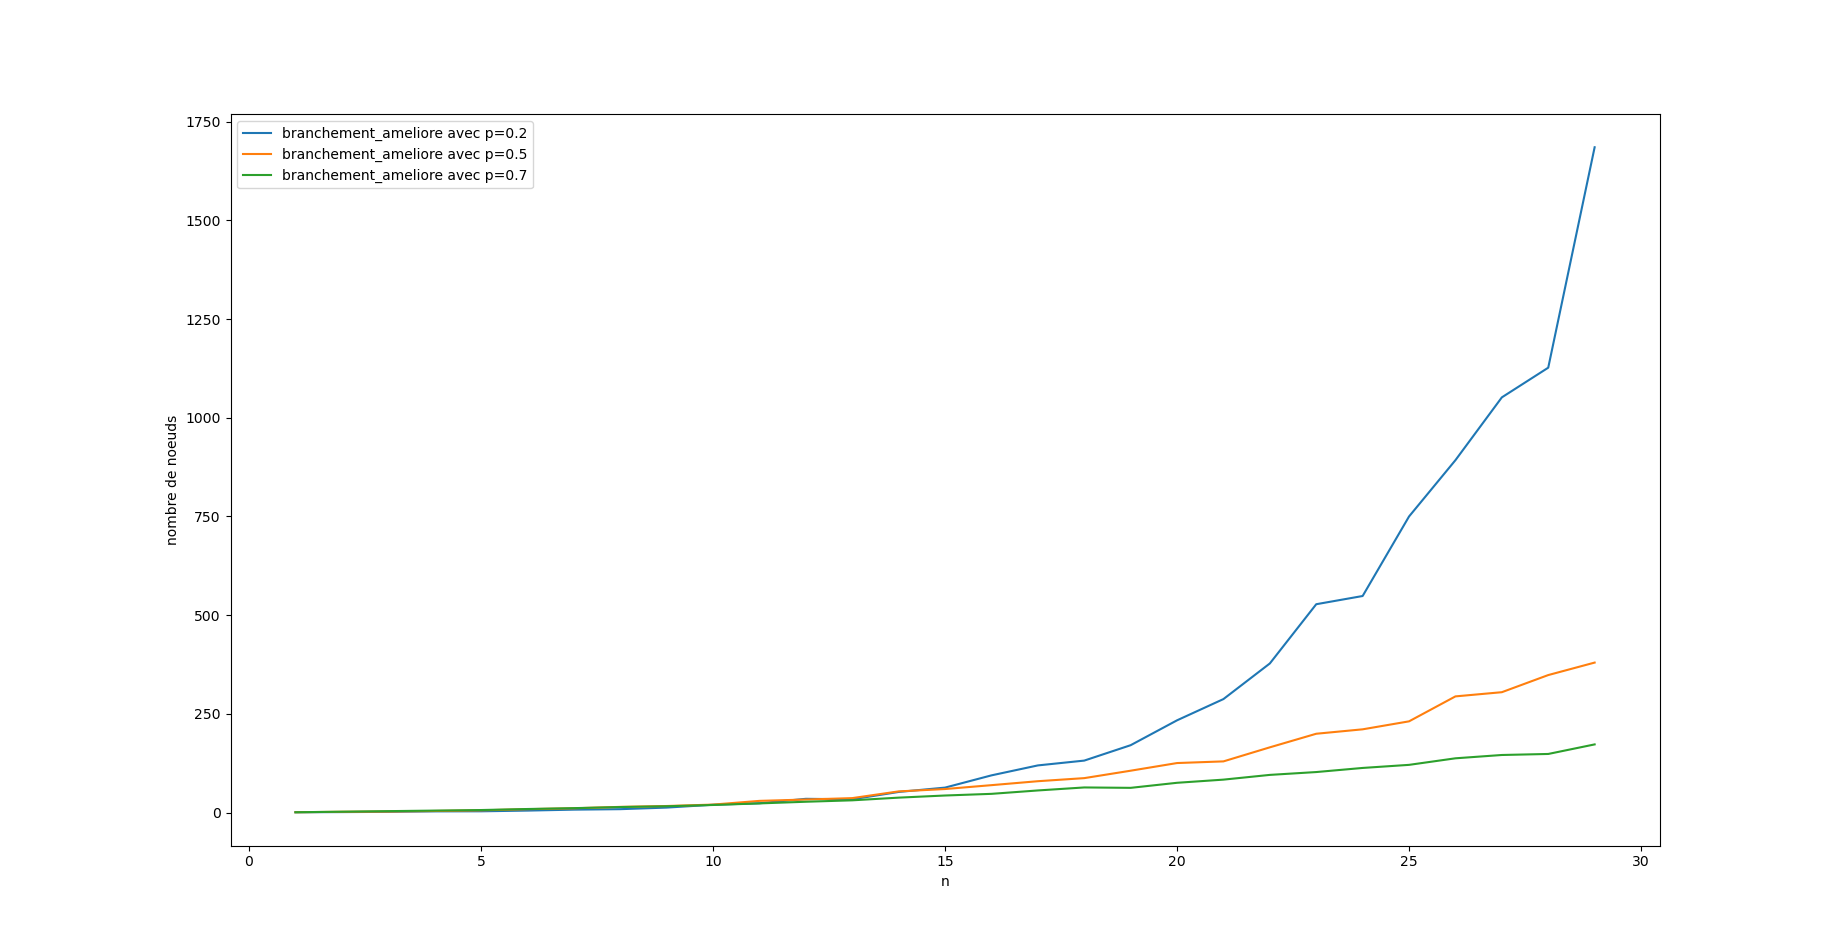 branchement_ameliore avec p=0.2
branchement_ameliore avec p=0.5
branchement_ameliore avec p=0.7
1750
1500
1250
1000
750
500
250
0
nombre de noeuds
0 5 10 15 20 25 30
n